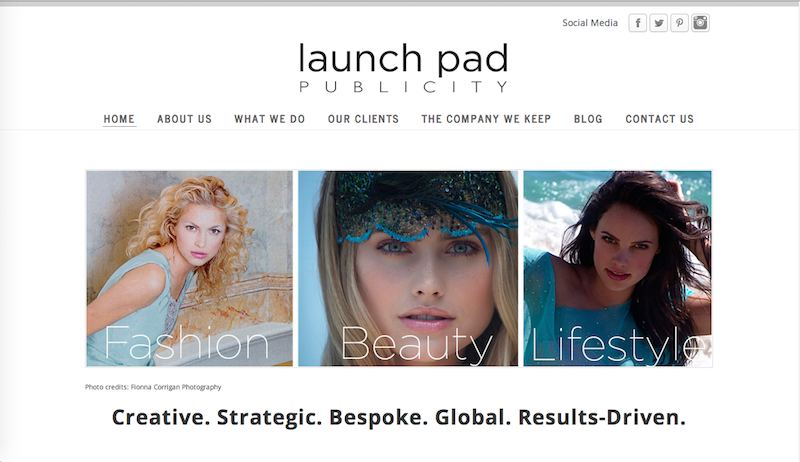 Social Media
launch pad
PUBLICITY
HOME ABOUT US WHAT WE DO OUR CLIENTS THE COMPANY WE KEEP BLOG CONTACT US
Fashion Beauty Lifestyle
Photo credits: Fionna Corrigan Photography
Creative. Strategic. Bespoke. Global. Results-Driven.